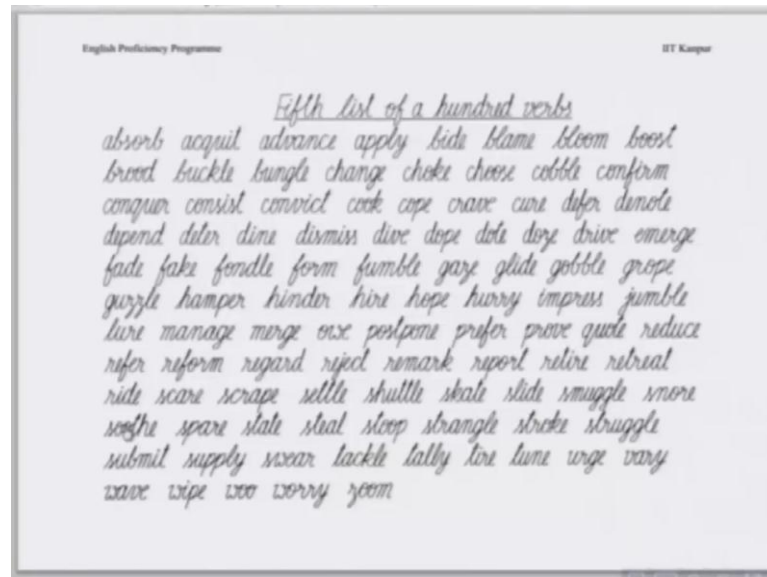 English Proficiency Programme IIT Kanpur
Fifth list of a hundred verbs
absorb acquit advance apply bide blame bloom boost
brood buckle bungle change choke choose cobble confirm
conquer consist convict cook cope crave cure defer denote
depend deter dine dismiss dive dope dote doze drive emerge
fade fake fondle form fumble gaze glide gobble grope
guzzle hamper hinder hire hope hurry impress jumble
lure manage merge owe postpone prefer prove quote reduce
refer reform regard reject remark report retire retreat
ride scare scrape settle shuttle skate slide smuggle snore
soothe spare state steal stoop strangle stroke struggle
submit supply swear tackle tally tire tune urge vary
wave wipe woo worry zoom